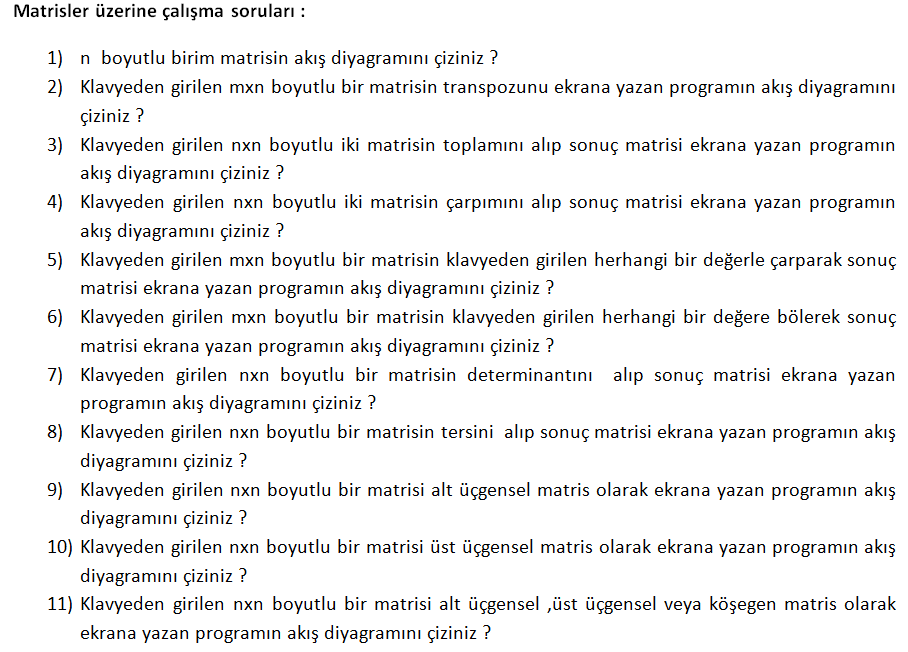 Matrisler üzerine çalışma soruları :
1) n boyutlu birim matrisin akış diyagramını çiziniz ?
2) Klavyeden girilen mxn boyutlu bir matrisin transpozunu ekrana yazan programın akış diyagramını
çiziniz ?
3) Klavyeden girilen nxn boyutlu iki matrisin toplamını alıp sonuç matrisi ekrana yazan programın
akış diyagramını çiziniz ?
4) Klavyeden girilen nxn boyutlu iki matrisin çarpımını alıp sonuç matrisi ekrana yazan programın
akış diyagramını çiziniz ?
5) Klavyeden girilen mxn boyutlu bir matrisin klavyeden girilen herhangi bir değerle çarparak sonuç
matrisi ekrana yazan programın akış diyagramını çiziniz ?
6) Klavyeden girilen mxn boyutlu bir matrisin klavyeden girilen herhangi bir değere bölerek sonuç
matrisi ekrana yazan programın akış diyagramını çiziniz ?
7) Klavyeden girilen nxn boyutlu bir matrisin determinantını alıp sonuç matrisi ekrana yazan
programın akış diyagramını çiziniz ?
8) Klavyeden girilen nxn boyutlu bir matrisin tersini alıp sonuç matrisi ekrana yazan programın akış
diyagramını çiziniz ?
9) Klavyeden girilen nxn boyutlu bir matrisi alt üçgensel matris olarak ekrana yazan programın akış
diyagramını çiziniz ?
10) Klavyeden girilen nxn boyutlu bir matrisi üst üçgensel matris olarak ekrana yazan programın akış
diyagramını çiziniz ?
11) Klavyeden girilen nxn boyutlu bir matrisi alt üçgensel ,üst üçgensel veya köşegen matris olarak
ekrana yazan programın akış diyagramını çiziniz ?